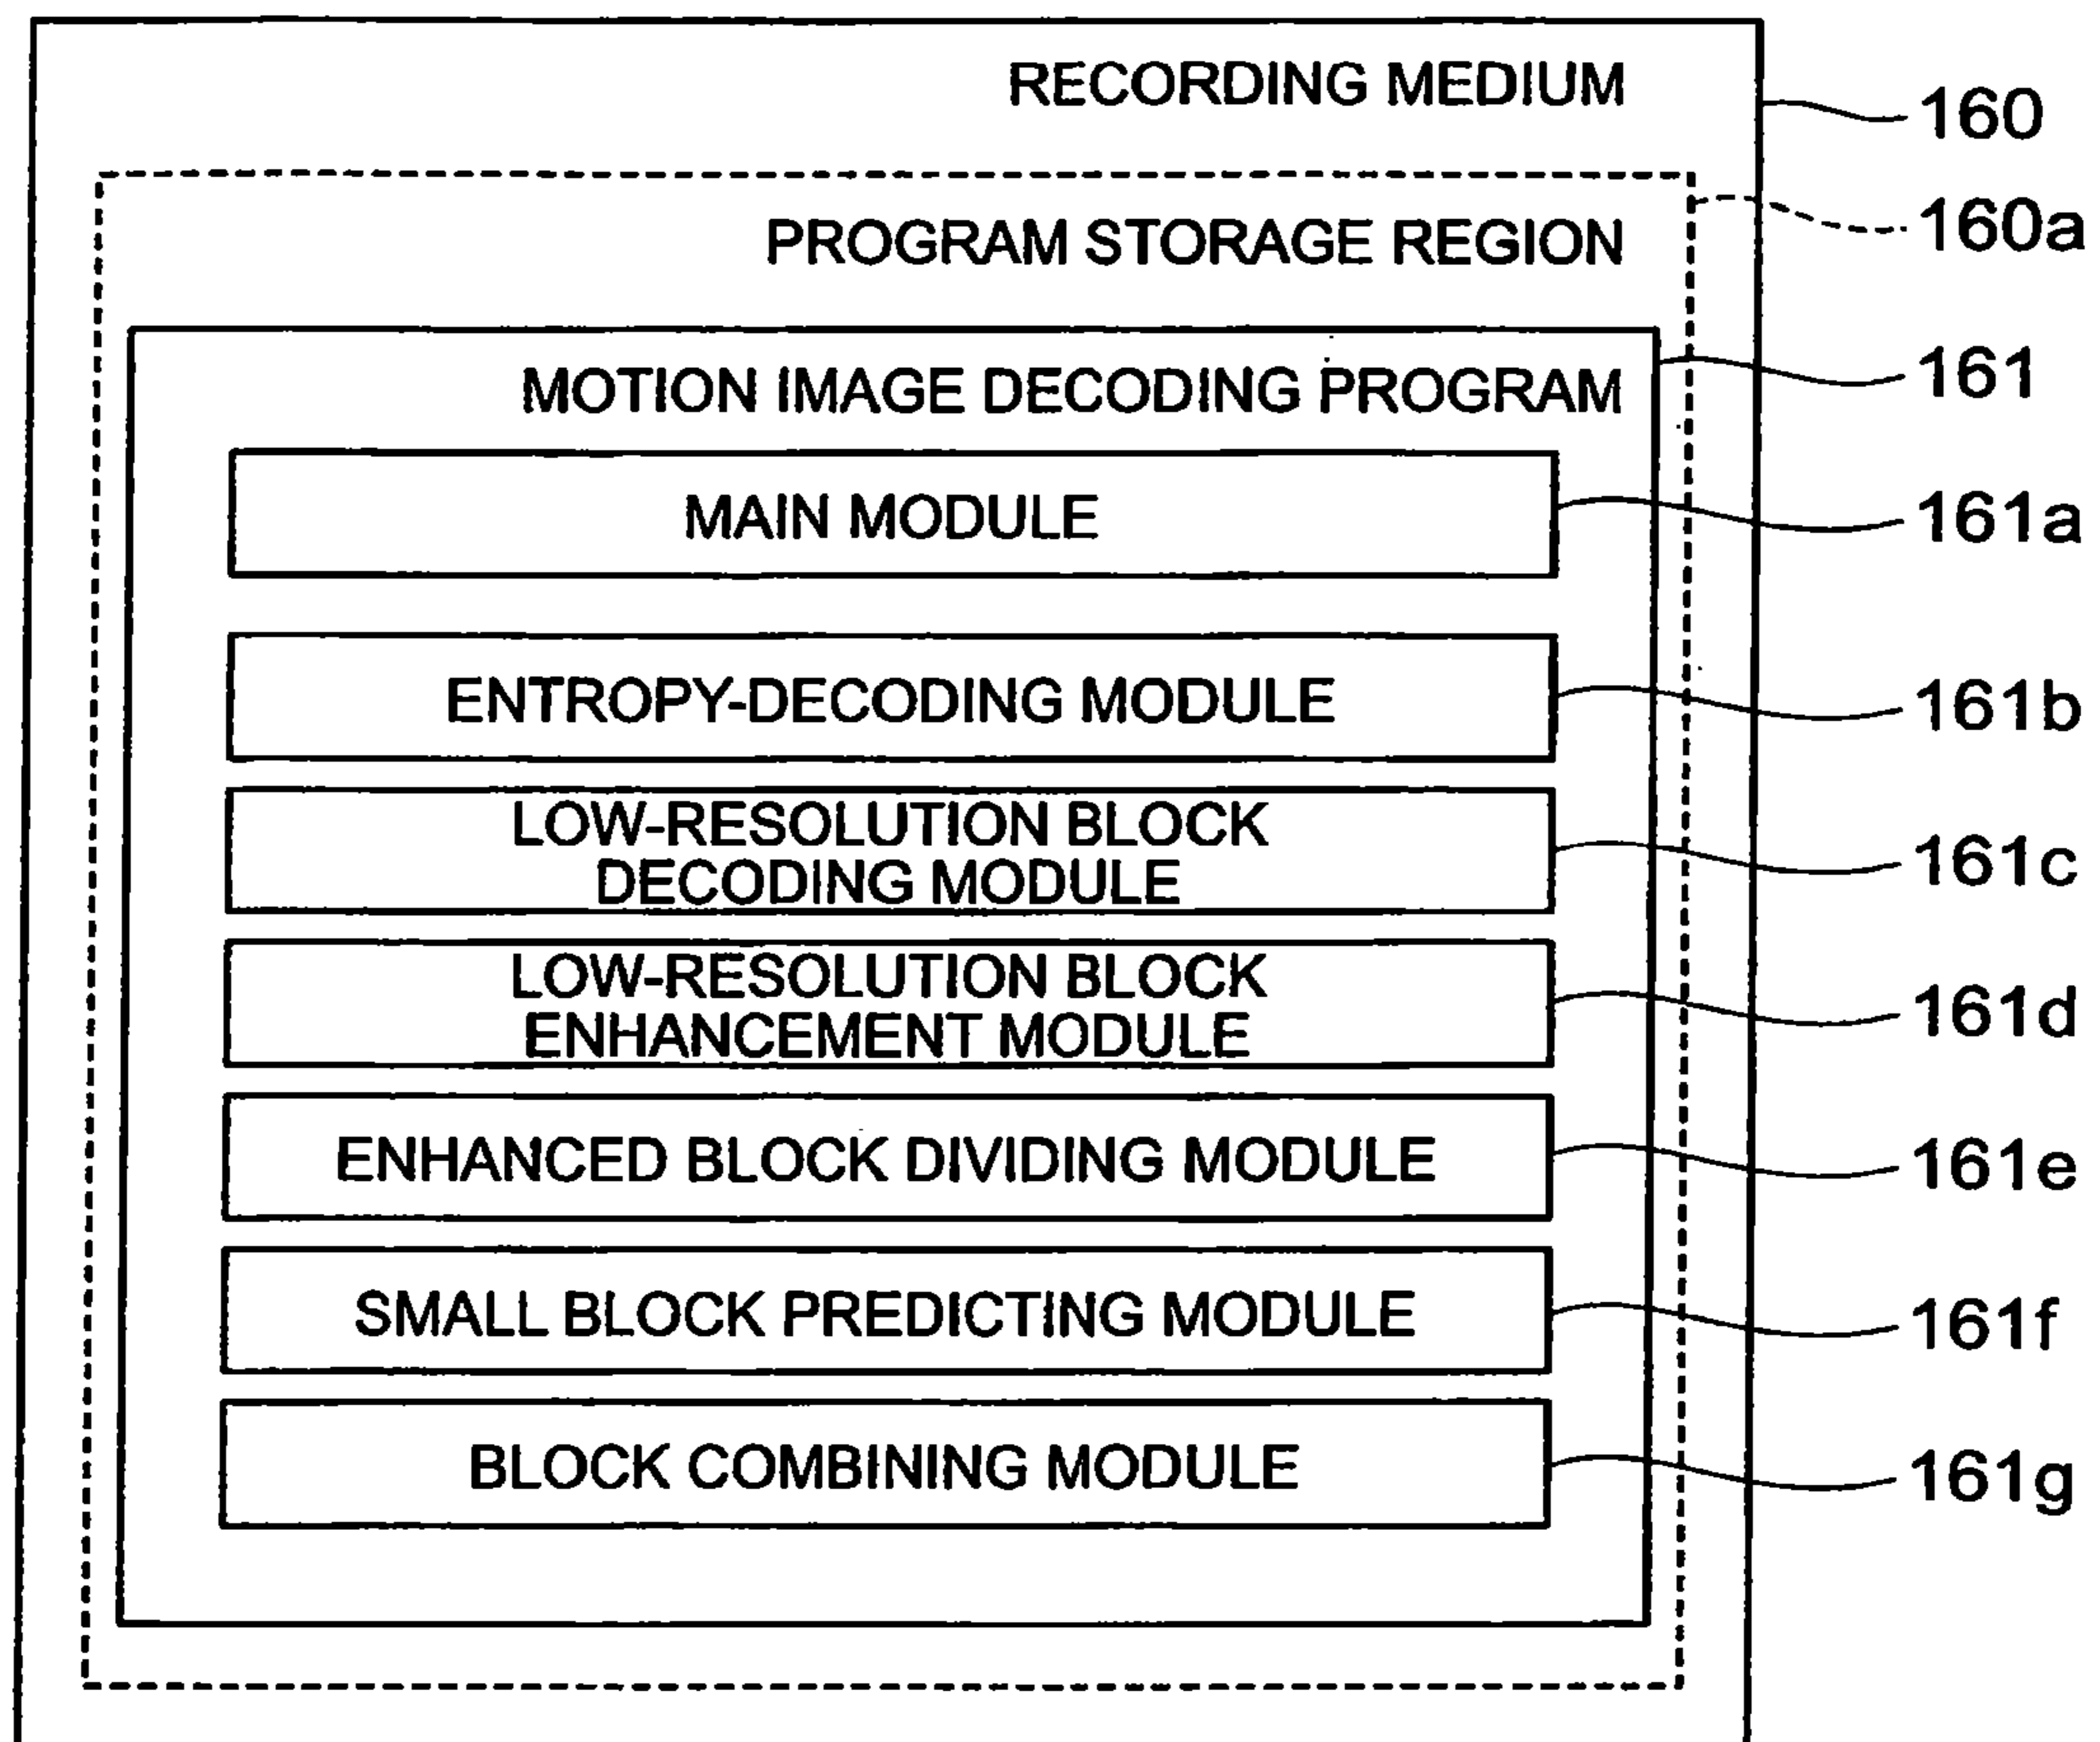 RECORDING MEDIUM
160
PROGRAM STORAGE REGION
160a
MOTION IMAGE DECODING PROGRAM
161
MAIN MODULE
161a
ENTROPY-DECODING MODULE
161b
LOW-RESOLUTION BLOCK
DECODING MODULE
161c
LOW-RESOLUTION BLOCK
ENHANCEMENT MODULE
161d
ENHANCED BLOCK DIVIDING MODULE
161e
SMALL BLOCK PREDICTING MODULE
161f
BLOCK COMBINING MODULE
161g